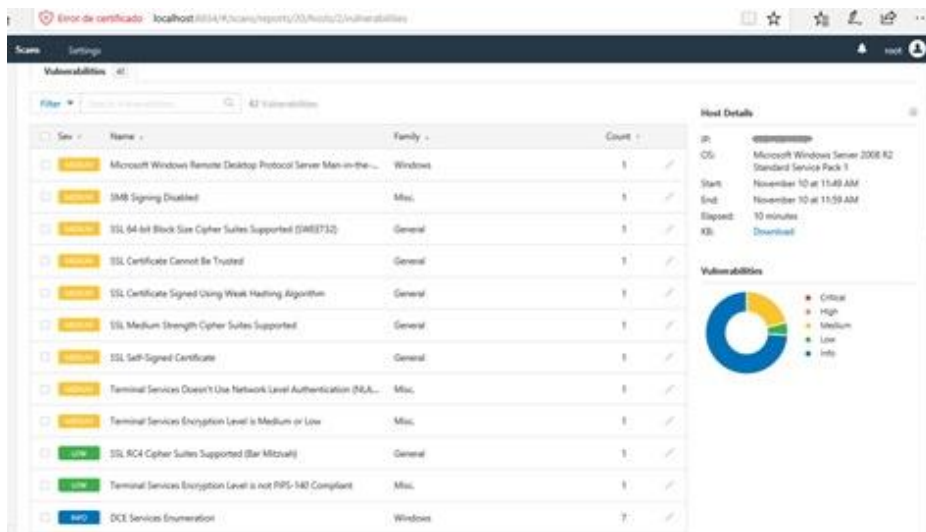 Error de certificado localhost:8834/#/scans/reports/20/hosts/2/vulnerabilities
Scans Settings root
Vulnerabilities
Filter Vulnerabilities
Sev Name Family Count
MEDIUM Microsoft Windows Remote Desktop Protocol Server Man-in-the-... Windows 1
MEDIUM SMB Signing Disabled Misc. 1
MEDIUM SSL 64-bit Block Size Cipher Suites Supported (SWEET32) General 1
MEDIUM SSL Certificate Cannot Be Trusted General 1
MEDIUM SSL Certificate Signed Using Weak Hashing Algorithm General 1
MEDIUM SSL Medium Strength Cipher Suites Supported General 1
MEDIUM SSL Self-Signed Certificate General 1
MEDIUM Terminal Services Doesn't Use Network Level Authentication (NLA... Misc. 1
MEDIUM Terminal Services Encryption Level is Medium or Low Misc. 1
LOW SSL RC4 Cipher Suites Supported (Bar Mitzvah) General 1
LOW Terminal Services Encryption Level is not FIPS-140 Compliant Misc. 1
INFO DCE Services Enumeration Windows 7
Host Details
IP:
OS: Microsoft Windows Server 2008 R2
Standard Service Pack 1
Start: November 10 at 11:49 AM
End: November 10 at 11:59 AM
Elapsed: 10 minutes
KB: Download
Vulnerabilities
Critical
High
Medium
Low
Info